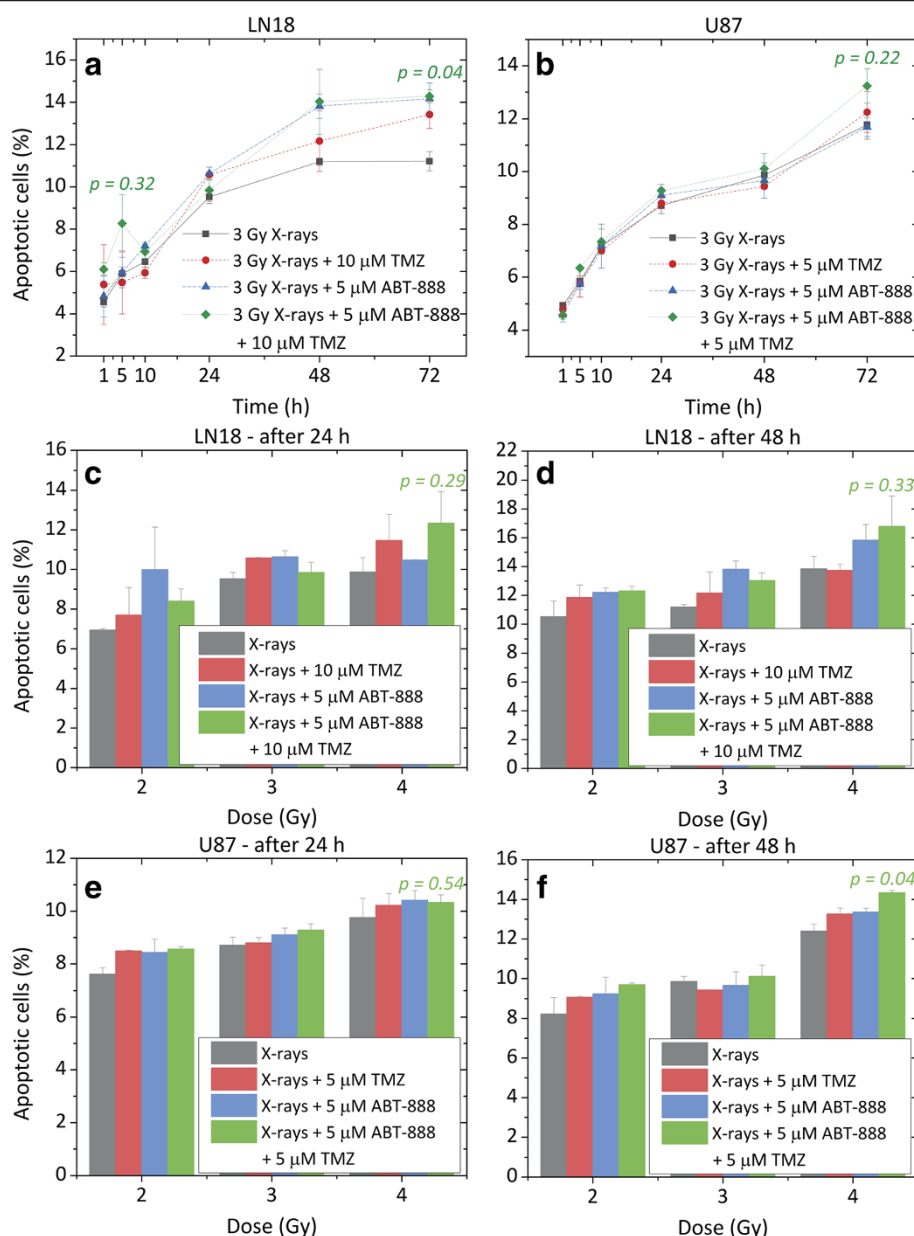 LN18
a
p = 0.04
p = 0.32
14
12
10
8
6
4
2
Apoptotic cells (%)
3 Gy X-rays
3 Gy X-rays + 10 µM TMZ
3 Gy X-rays + 5 µM ABT-888
3 Gy X-rays + 5 µM ABT-888
+ 10 µM TMZ
1 5 10 24 48 72
Time (h)
U87
b
p = 0.22
14
12
10
8
6
4
3 Gy X-rays
3 Gy X-rays + 5 µM TMZ
3 Gy X-rays + 5 µM ABT-888
3 Gy X-rays + 5 µM ABT-888
+ 5 µM TMZ
1 5 10 24 48 72
Time (h)
LN18 - after 24 h
c
p = 0.29
16
14
12
10
8
6
4
2
0
Apoptotic cells (%)
X-rays
X-rays + 10 µM TMZ
X-rays + 5 µM ABT-888
X-rays + 5 µM ABT-888
+ 10 µM TMZ
2 3 4
Dose (Gy)
LN18 - after 48 h
d
p = 0.33
22
20
18
16
14
12
10
8
6
4
2
0
X-rays
X-rays + 10 µM TMZ
X-rays + 5 µM ABT-888
X-rays + 5 µM ABT-888
+ 10 µM TMZ
2 3 4
Dose (Gy)
U87 - after 24 h
e
p = 0.54
12
10
8
6
4
2
0
Apoptotic cells (%)
X-rays
X-rays + 5 µM TMZ
X-rays + 5 µM ABT-888
X-rays + 5 µM ABT-888
+ 5 µM TMZ
2 3 4
Dose (Gy)
U87 - after 48 h
f
p = 0.04
16
14
12
10
8
6
4
2
0
X-rays
X-rays + 5 µM TMZ
X-rays + 5 µM ABT-888
X-rays + 5 µM ABT-888
+ 5 µM TMZ
2 3 4
Dose (Gy)